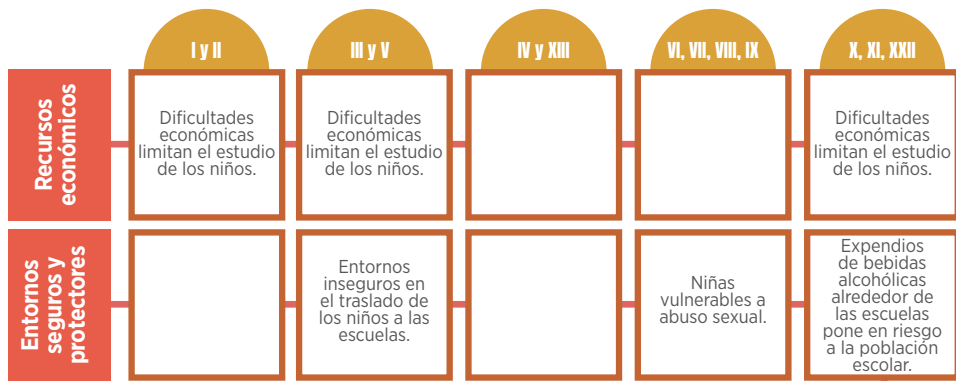 I y II
III y V
IV y XIII
VI, VII, VIII, IX
X, XI, XXII
Recursos
económicos
Dificultades
económicas
limitan el estudio
de los niños.
Dificultades
económicas
limitan el estudio
de los niños.
Dificultades
económicas
limitan el estudio
de los niños.
Entornos
seguros y
protectores
Entornos
inseguros en
el traslado de
los niños a las
escuelas.
Niñas
vulnerables a
abuso sexual.
Expendios
de bebidas
alcohólicas
alrededor de
las escuelas
pone en riesgo
a la población
escolar.